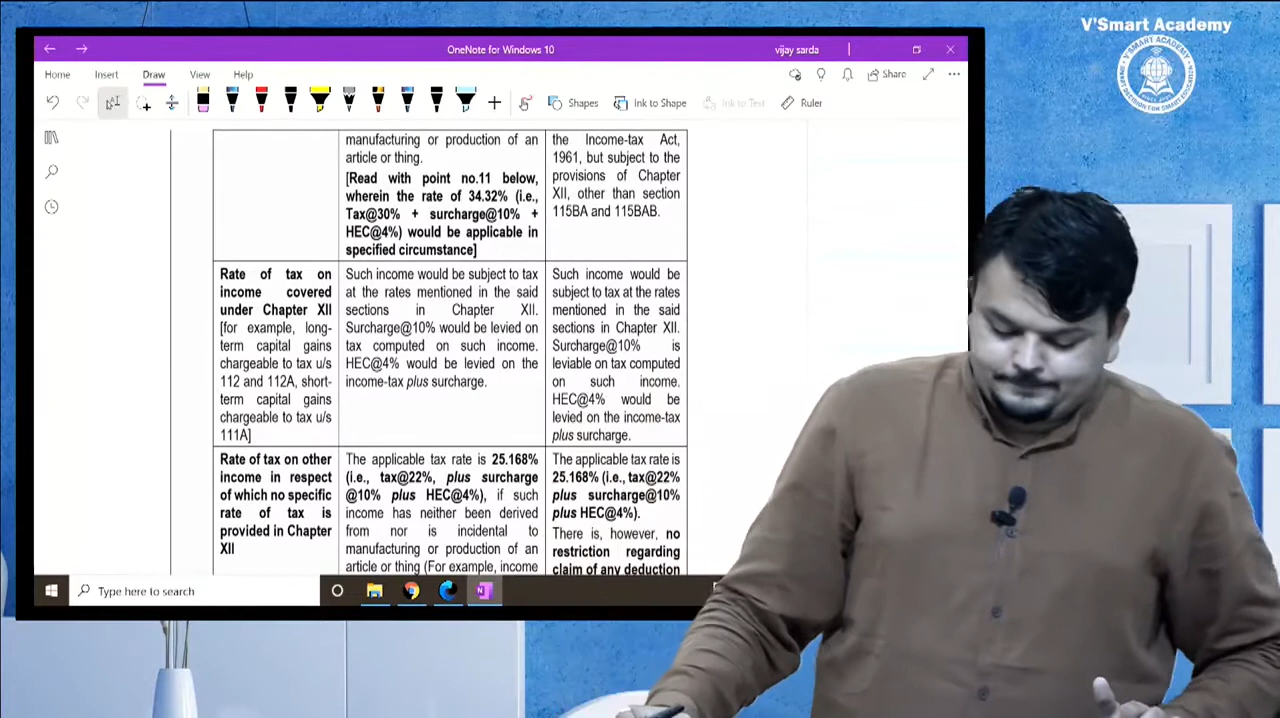 V'Smart Academy
OneNote for Windows 10
vijay sarda
Home
Insert
Draw
View
Help
Share
Shapes
Ink to Shape
Ink to Text
Ruler
manufacturing or production of an
article or thing.
[Read with point no.11 below,
wherein the rate of 34.32% (i.e.,
Tax@30% + surcharge@10% +
HEC@4%) would be applicable in
specified circumstance]
the Income-tax Act,
1961, but subject to the
provisions of Chapter
XII, other than section
115BA and 115BAB.
Rate of tax on
income covered
under Chapter XII
[for example, long-
term capital gains
chargeable to tax u/s
112 and 112A, short-
term capital gains
chargeable to tax u/s
111A]
Such income would be subject to tax
at the rates mentioned in the said
sections in Chapter XII.
Surcharge@10% would be levied on
tax computed on such income.
HEC@4% would be levied on the
income-tax plus surcharge.
Such income would be
subject to tax at the rates
mentioned in the said
sections in Chapter XII.
Surcharge@10% is
leviable on tax computed
on such income.
HEC@4% would be
levied on the income-tax
plus surcharge.
Rate of tax on other
income in respect
of which no specific
rate of tax is
provided in Chapter
XII
The applicable tax rate is 25.168%
(i.e., tax@22%, plus surcharge
@10% plus HEC@4%), if such
income has neither been derived
from nor is incidental to
manufacturing or production of an
article or thing (For example, income
The applicable tax rate is
25.168% (i.e., tax@22%
plus surcharge@10%
plus HEC@4%).
There is, however, no
restriction regarding
claim of any deduction
Type here to search